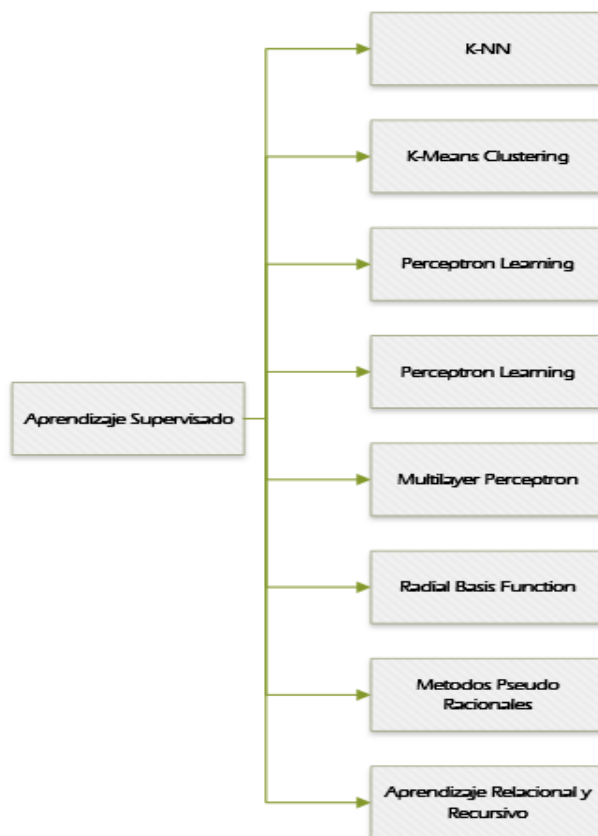 K-NN
K-Means Clustering
Perceptron Learning
Perceptron Learning
Aprendizaje Supervisado
Multilayer Perceptron
Radial Basis Function
Metodos Pseudo
Racionales
Aprendizaje Relacional y
Recursivo